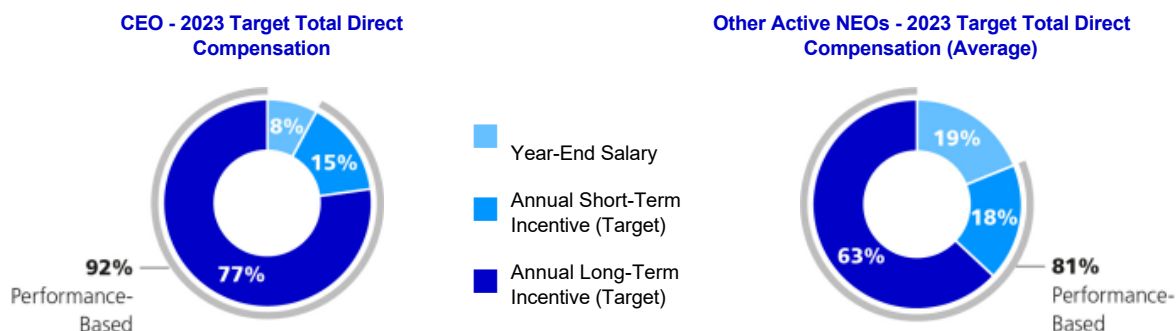 CEO - 2023 Target Total Direct
Compensation
8%
15%
77%
92%
Performance-
Based
Year-End Salary
Annual Short-Term
Incentive (Target)
Annual Long-Term
Incentive (Target)
Other Active NEOs - 2023 Target Total Direct
Compensation (Average)
19%
18%
63%
81%
Performance-
Based